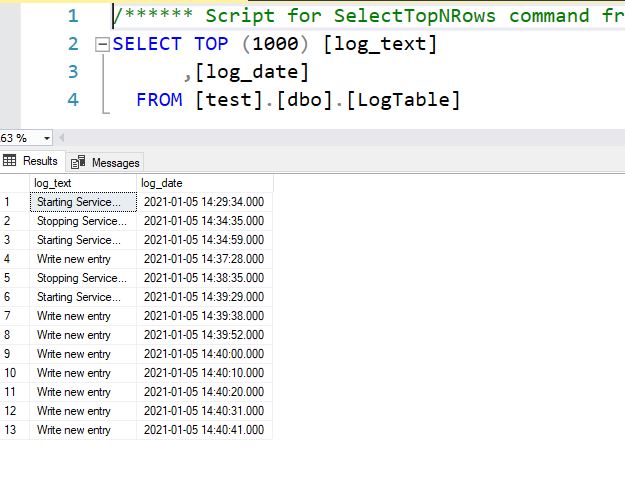 1 /****** Script for SelectTopNRows command fr
2 SELECT TOP (1000) [log_text]
3 ,[log_date]
4 FROM [test].[dbo].[LogTable]
63 %
Results Messages
log_text log_date
1 Starting Service... 2021-01-05 14:29:34.000
2 Stopping Service... 2021-01-05 14:34:35.000
3 Starting Service... 2021-01-05 14:34:59.000
4 Write new entry 2021-01-05 14:37:28.000
5 Stopping Service... 2021-01-05 14:38:35.000
6 Starting Service... 2021-01-05 14:39:29.000
7 Write new entry 2021-01-05 14:39:38.000
8 Write new entry 2021-01-05 14:39:52.000
9 Write new entry 2021-01-05 14:40:00.000
10 Write new entry 2021-01-05 14:40:10.000
11 Write new entry 2021-01-05 14:40:20.000
12 Write new entry 2021-01-05 14:40:31.000
13 Write new entry 2021-01-05 14:40:41.000